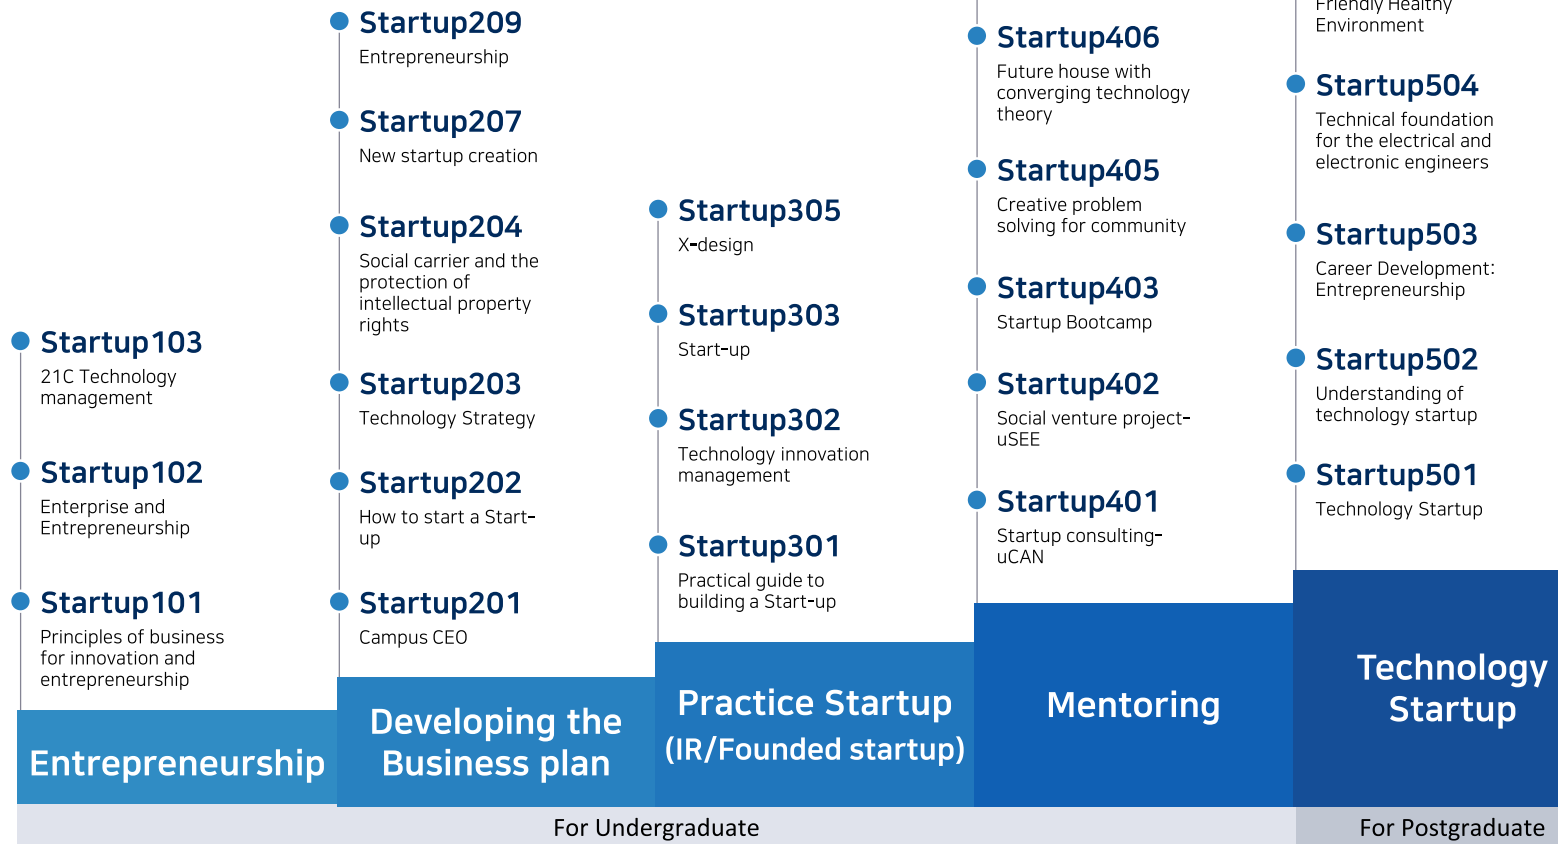 Startup103
21C Technology
management
Startup102
Enterprise and
Entrepreneurship
Startup101
Principles of business
for innovation and
entrepreneurship
Entrepreneurship
Startup209
Entrepreneurship
Startup207
New startup creation
Startup204
Social carrier and the
protection of
intellectual property
rights
Startup203
Technology Strategy
Startup202
How to start a Start-
up
Startup201
Campus CEO
Developing the
Business plan
Startup305
X-design
Startup303
Start-up
Startup302
Technology innovation
management
Startup301
Practical guide to
building a Start-up
Practice Startup
(IR/Founded startup)
Startup406
Future house with
converging technology
theory
Startup405
Creative problem
solving for community
Startup403
Startup Bootcamp
Startup402
Social venture project-
uSEE
Startup401
Startup consulting-
uCAN
Mentoring
Friendly Healthy
Environment
Startup504
Technical foundation
for the electrical and
electronic engineers
Startup503
Career Development:
Entrepreneurship
Startup502
Understanding of
technology startup
Startup501
Technology Startup
Technology
Startup
For Undergraduate
For Postgraduate